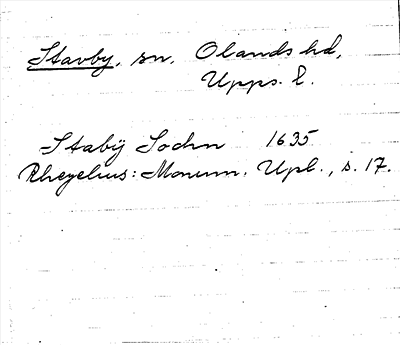 Stavby, sn. Olands hd,
Upps. l.
Stabÿ Sochn 1635
Rhezelius: Monum. Upl., s. 17.